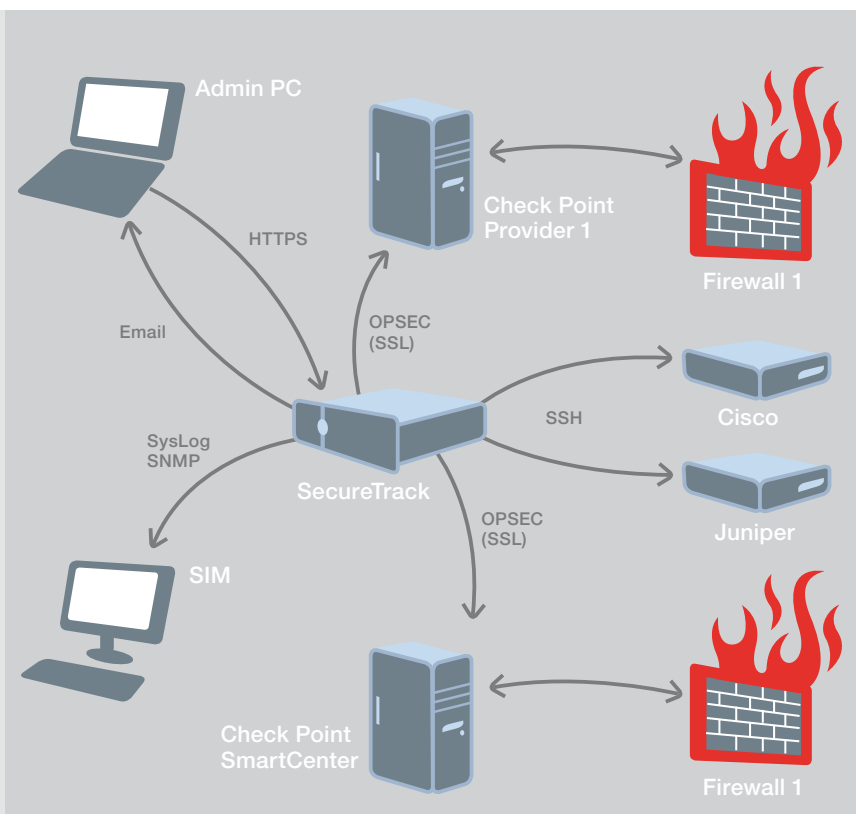 Admin PC
Check Point
Provider 1
Firewall 1
HTTPS
Email
OPSEC
(SSL)
SSH
Cisco
SysLog
SNMP
SecureTrack
Juniper
OPSEC
(SSL)
SIM
Check Point
SmartCenter
Firewall 1